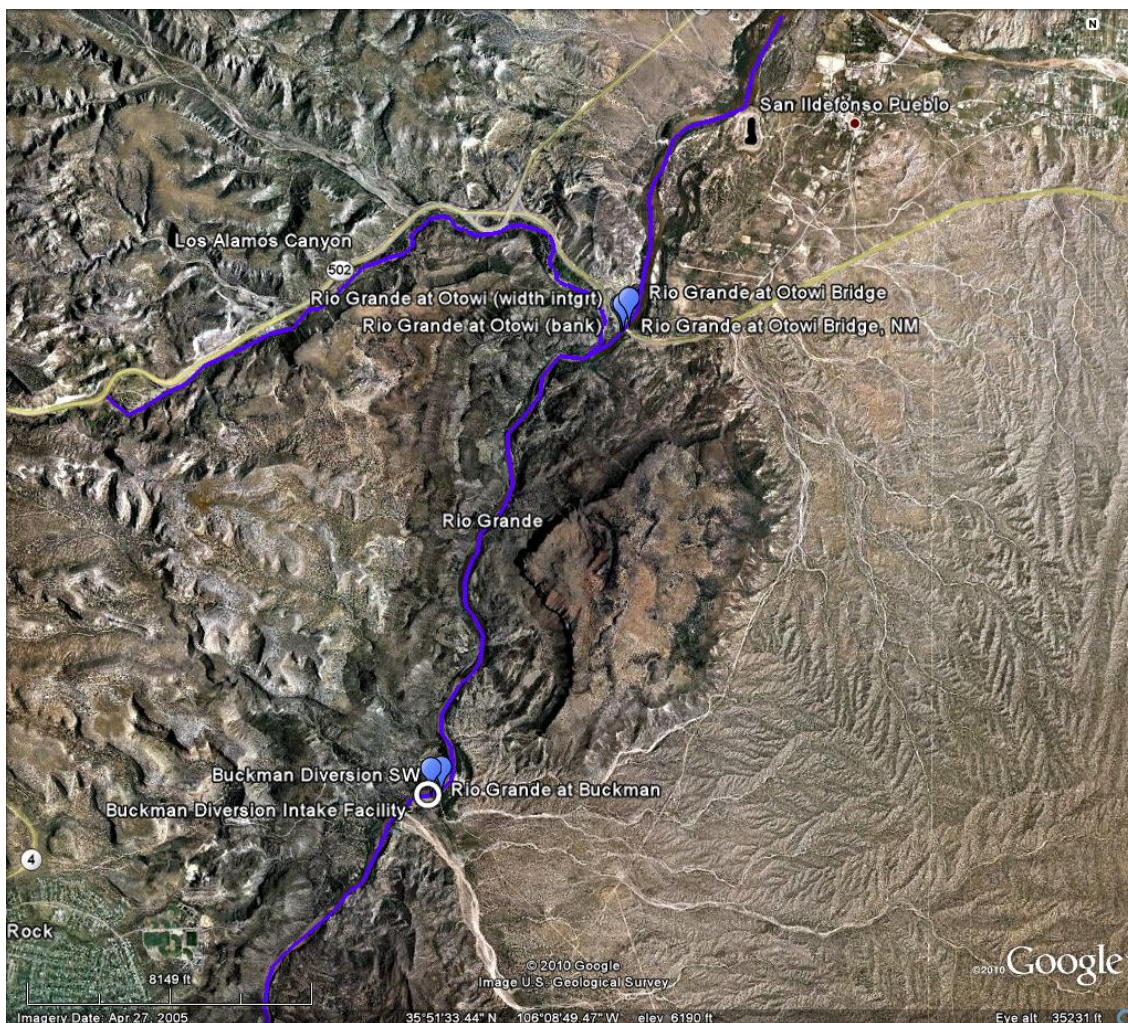 N
San Ildefonso Pueblo
Los Alamos Canyon
502
Rio Grande at Otowi (width intgrt)
Rio Grande at Otowi Bridge
Rio Grande at Otowi (bank)
Rio Grande at Otowi Bridge, NM
Rio Grande
Buckman Diversion SW
Rio Grande at Buckman
Buckman Diversion Intake Facility
4
Rock
8149 ft
© 2010 Google
Image U.S. Geological Survey
©2010 Google
Imagery Date: Apr 27, 2005
35°51'33.44" N 106°08'49.47" W elev 6190 ft
Eye alt 35231 ft